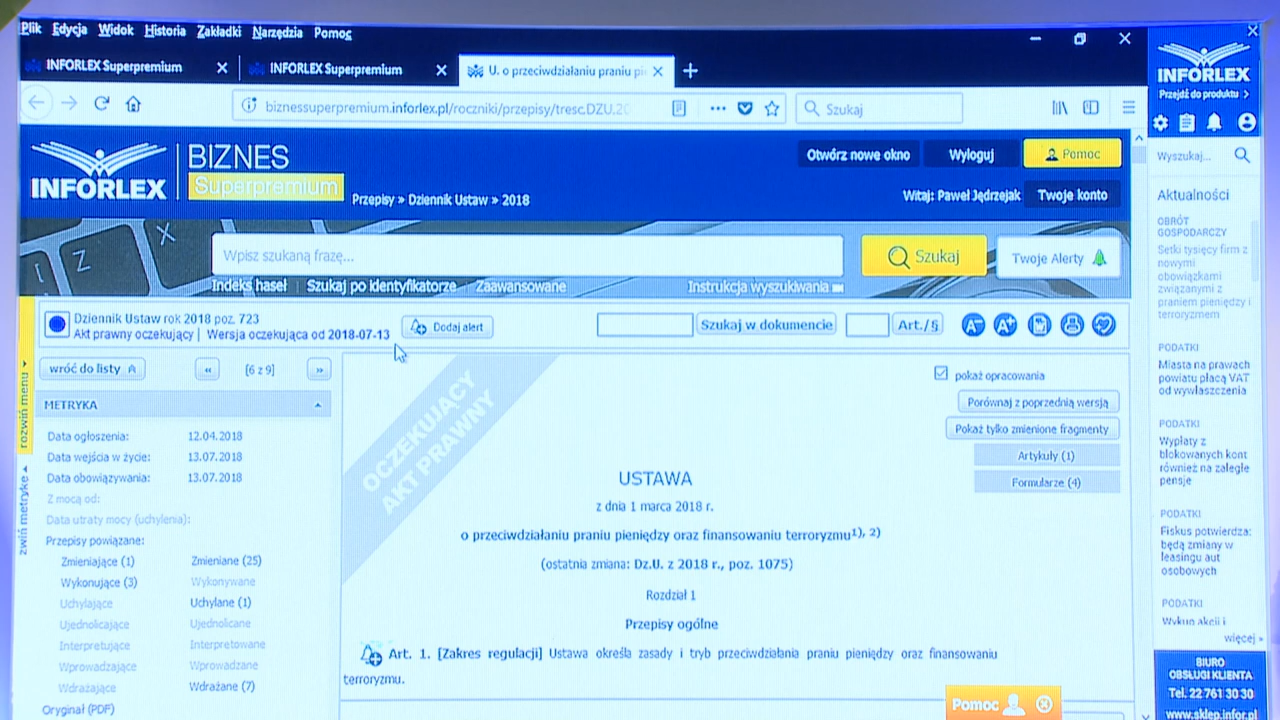 Plik Edycja Widok Historia Zakładki Narzędzia Pomoc
INFORLEX Superpremium
INFORLEX Superpremium
U. o przeciwdziałaniu praniu pi
biznessuperpremium.inforlex.pl/roczniki/przepisy/tresc.DZU.20
Szukaj
INFORLEX
Przejdź do produktu >
INFORLEX
BIZNES
Superpremium
Przepisy » Dziennik Ustaw » 2018
Otwórz nowe okno
Wyloguj
Pomoc
Witaj: Paweł Jędrzejak
Twoje konto
Z
X
Wpisz szukaną frazę...
Szukaj
Twoje Alerty
Indeks haseł
Szukaj po identyfikatorze
Zaawansowane
Instrukcja wyszukiwania
Dziennik Ustaw rok 2018 poz. 723
Akt prawny oczekujący | Wersja oczekująca od 2018-07-13
Dodaj alert
Szukaj w dokumencie
Art./§
rozwiń menu
zwiń metrykę
wróć do listy
«
[6 z 9]
»
METRYKA
Data ogłoszenia: 12.04.2018
Data wejścia w życie: 13.07.2018
Data obowiązywania: 13.07.2018
Z mocą od:
Data utraty mocy (uchylenia):
Przepisy powiązane:
Zmieniające (1) Zmieniane (25)
Wykonujące (3) Wykonywane
Uchylające Uchylane (1)
Ujednolicające Ujednolicane
Interpretujące Interpretowane
Wprowadzające Wprowadzane
Wdrażające Wdrażane (7)
Oryginał (PDF)
OCZEKUJĄCY
AKT PRAWNY
pokaż opracowania
Porównaj z poprzednią wersją
Pokaż tylko zmienione fragmenty
Artykuły (1)
Formularze (4)
USTAWA
z dnia 1 marca 2018 r.
o przeciwdziałaniu praniu pieniędzy oraz finansowaniu terroryzmu1), 2)
(ostatnia zmiana: Dz.U. z 2018 r., poz. 1075)
Rozdział 1
Przepisy ogólne
Art. 1. [Zakres regulacji] Ustawa określa zasady i tryb przeciwdziałania praniu pieniędzy oraz finansowaniu
terroryzmu.
Pomoc
Wyszukaj...
Aktualności
OBRÓT
GOSPODARCZY
Setki tysięcy firm z
nowymi
obowiązkami
związanymi z
praniem pieniędzy i
terroryzmem
PODATKI
Miasta na prawach
powiatu płacą VAT
od wywłaszczenia
PODATKI
Wypłaty z
blokowanych kont
również na zaległe
pensje
PODATKI
Fiskus potwierdza:
będą zmiany w
leasingu aut
osobowych
PODATKI
Wykup akcji i
więcej »
BIURO
OBSŁUGI KLIENTA
Tel. 22 761 30 30
www.sklep.infor.pl